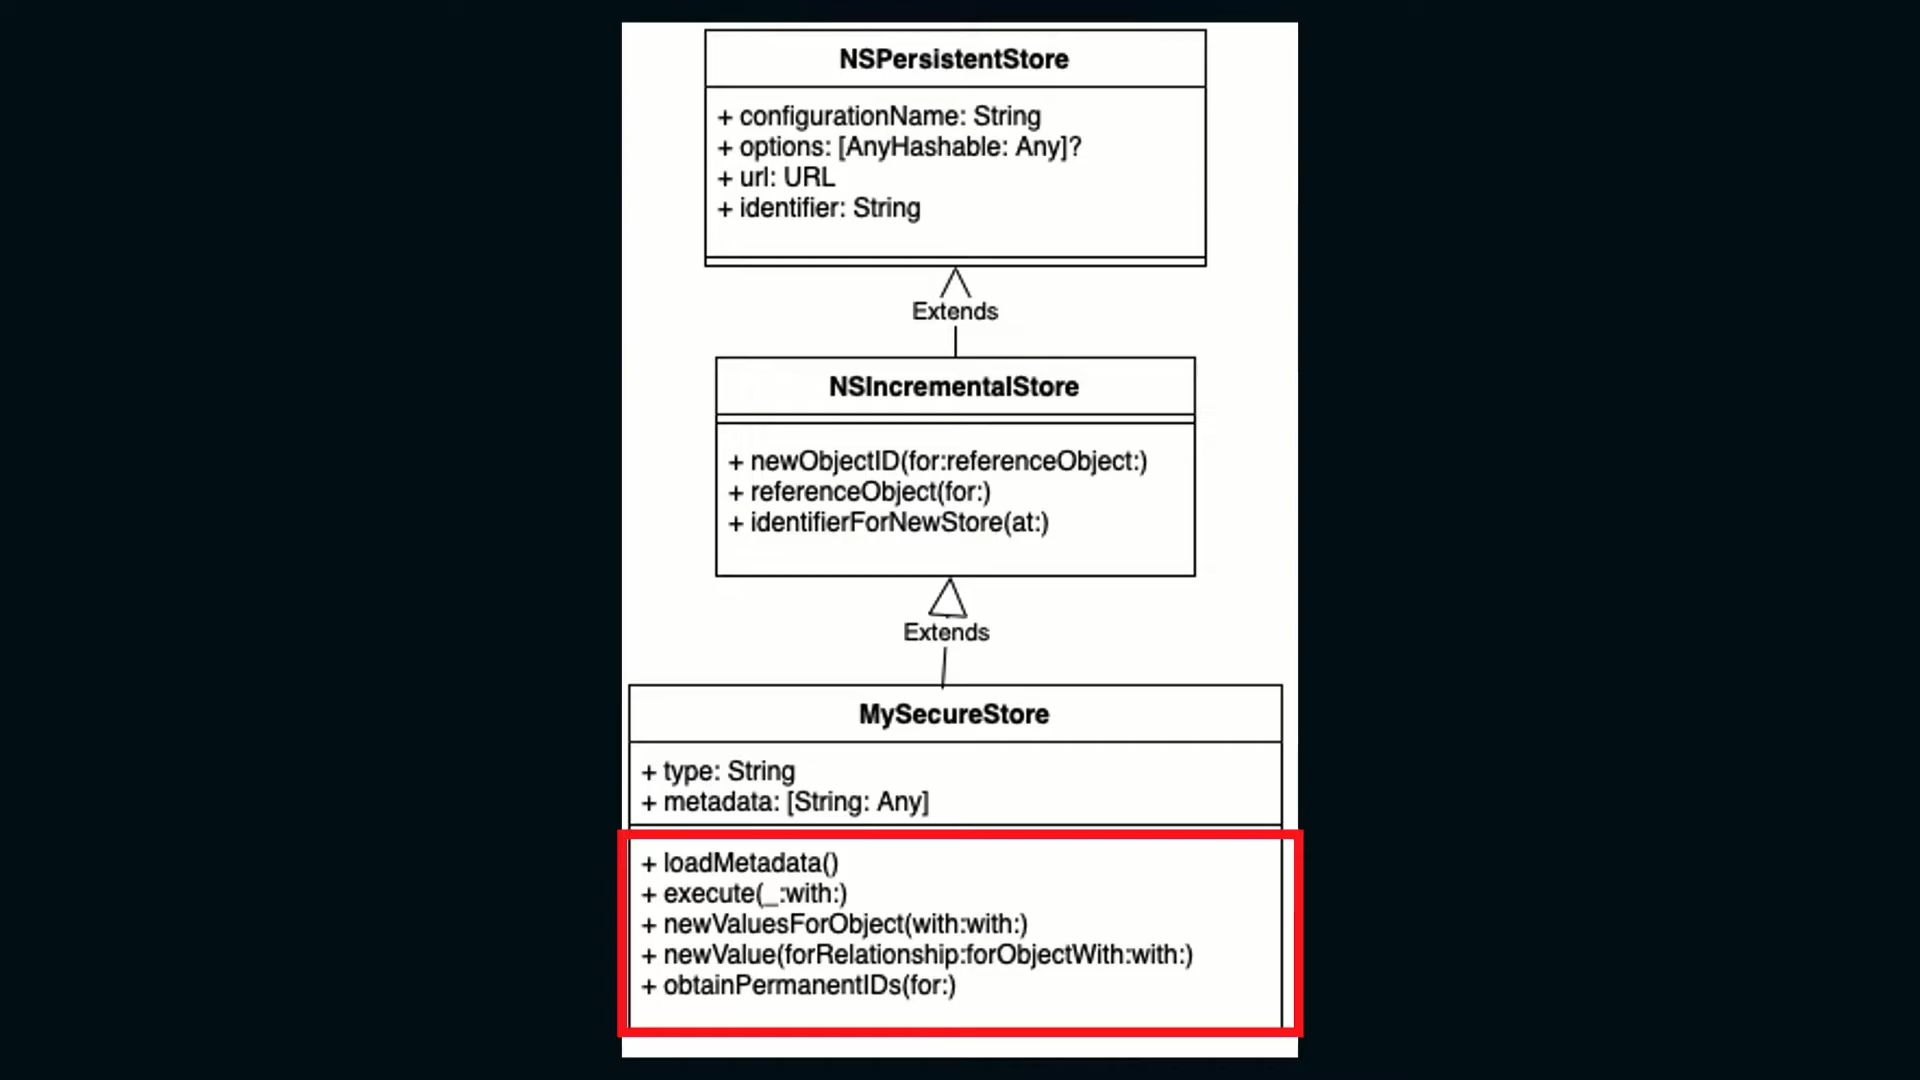 NSPersistentStore
+ configurationName: String
+ options: [AnyHashable: Any]?
+ url: URL
+ identifier: String
Extends
NSIncrementalStore
+ newObjectID(for:referenceObject:)
+ referenceObject(for:)
+ identifierForNewStore(at:)
Extends
MySecureStore
+ type: String
+ metadata: [String: Any]
+ loadMetadata()
+ execute(_:with:)
+ newValuesForObject(with:with:)
+ newValue(forRelationship:forObjectWith:with:)
+ obtainPermanentIDs(for:)